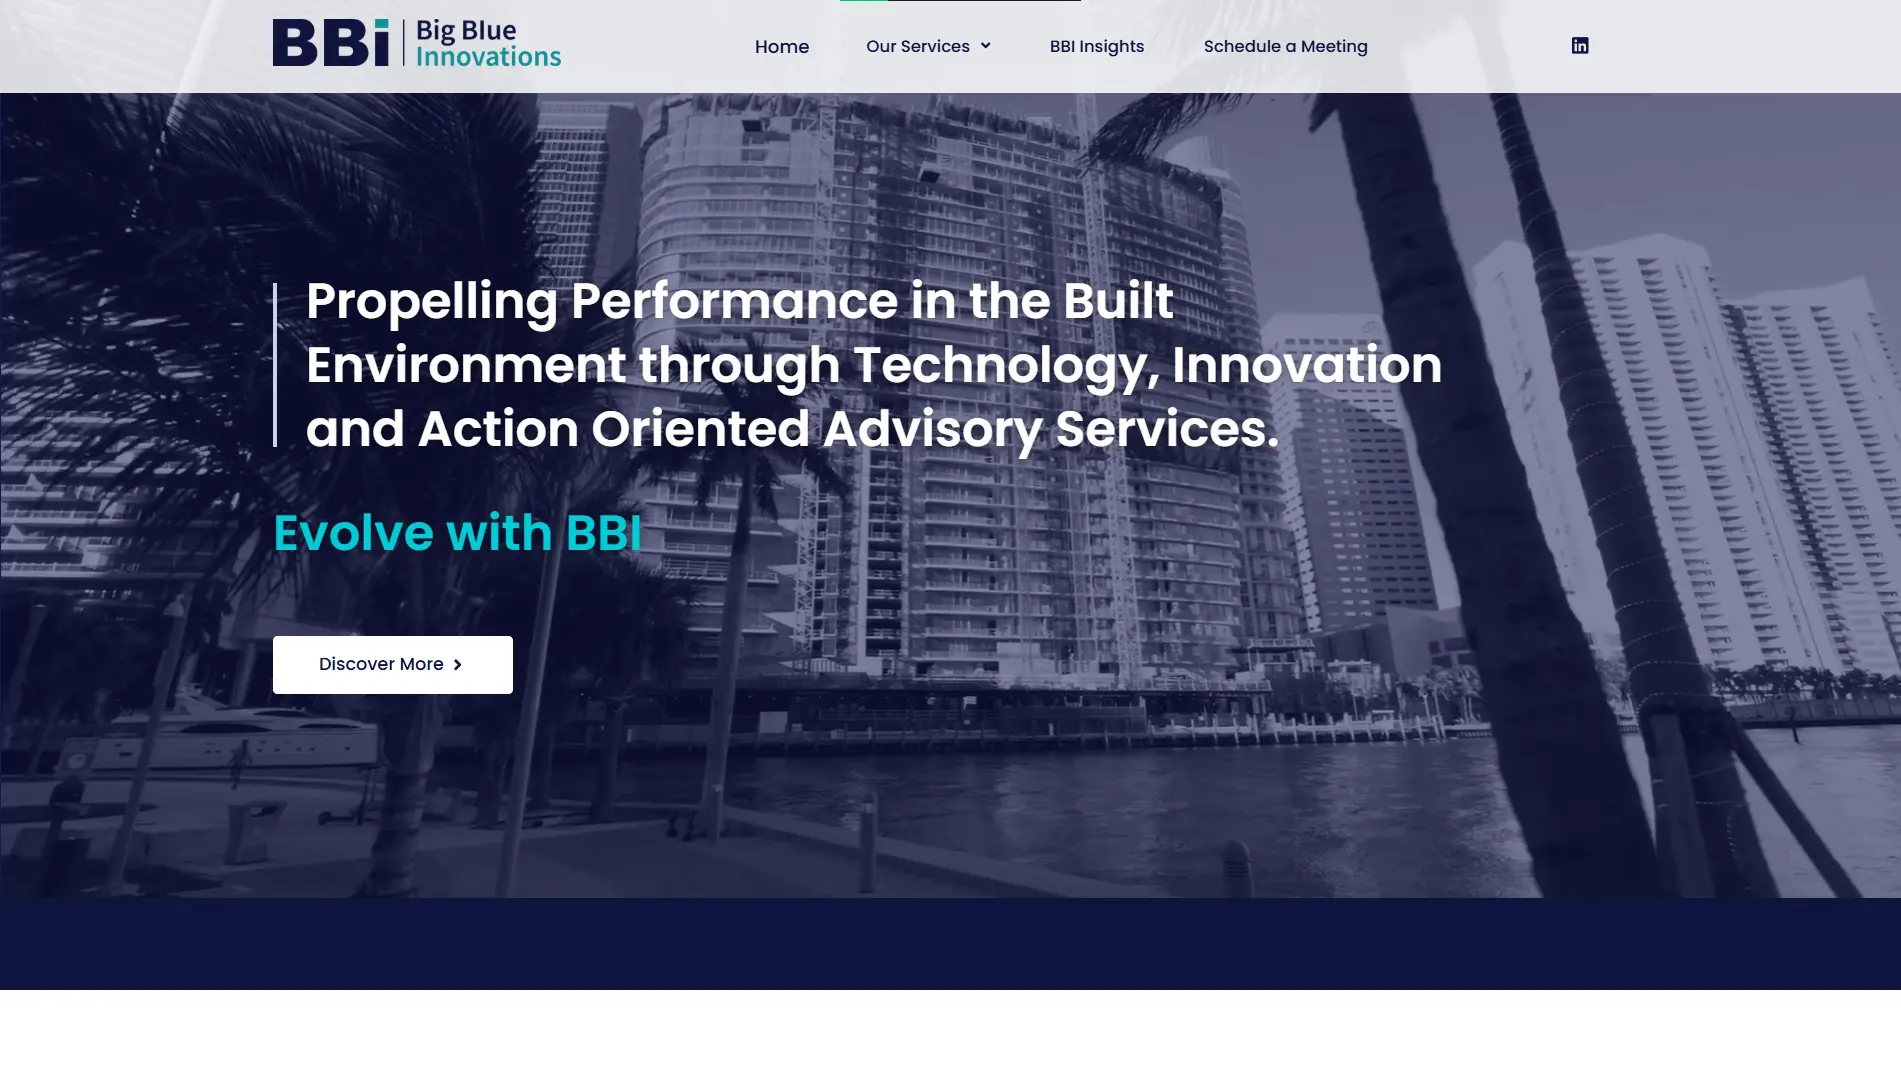 BBi
Big Blue
Innovations
Home
Our Services
BBI Insights
Schedule a Meeting
in
Propelling Performance in the Built
Environment through Technology, Innovation
and Action Oriented Advisory Services.
Evolve with BBI
Discover More